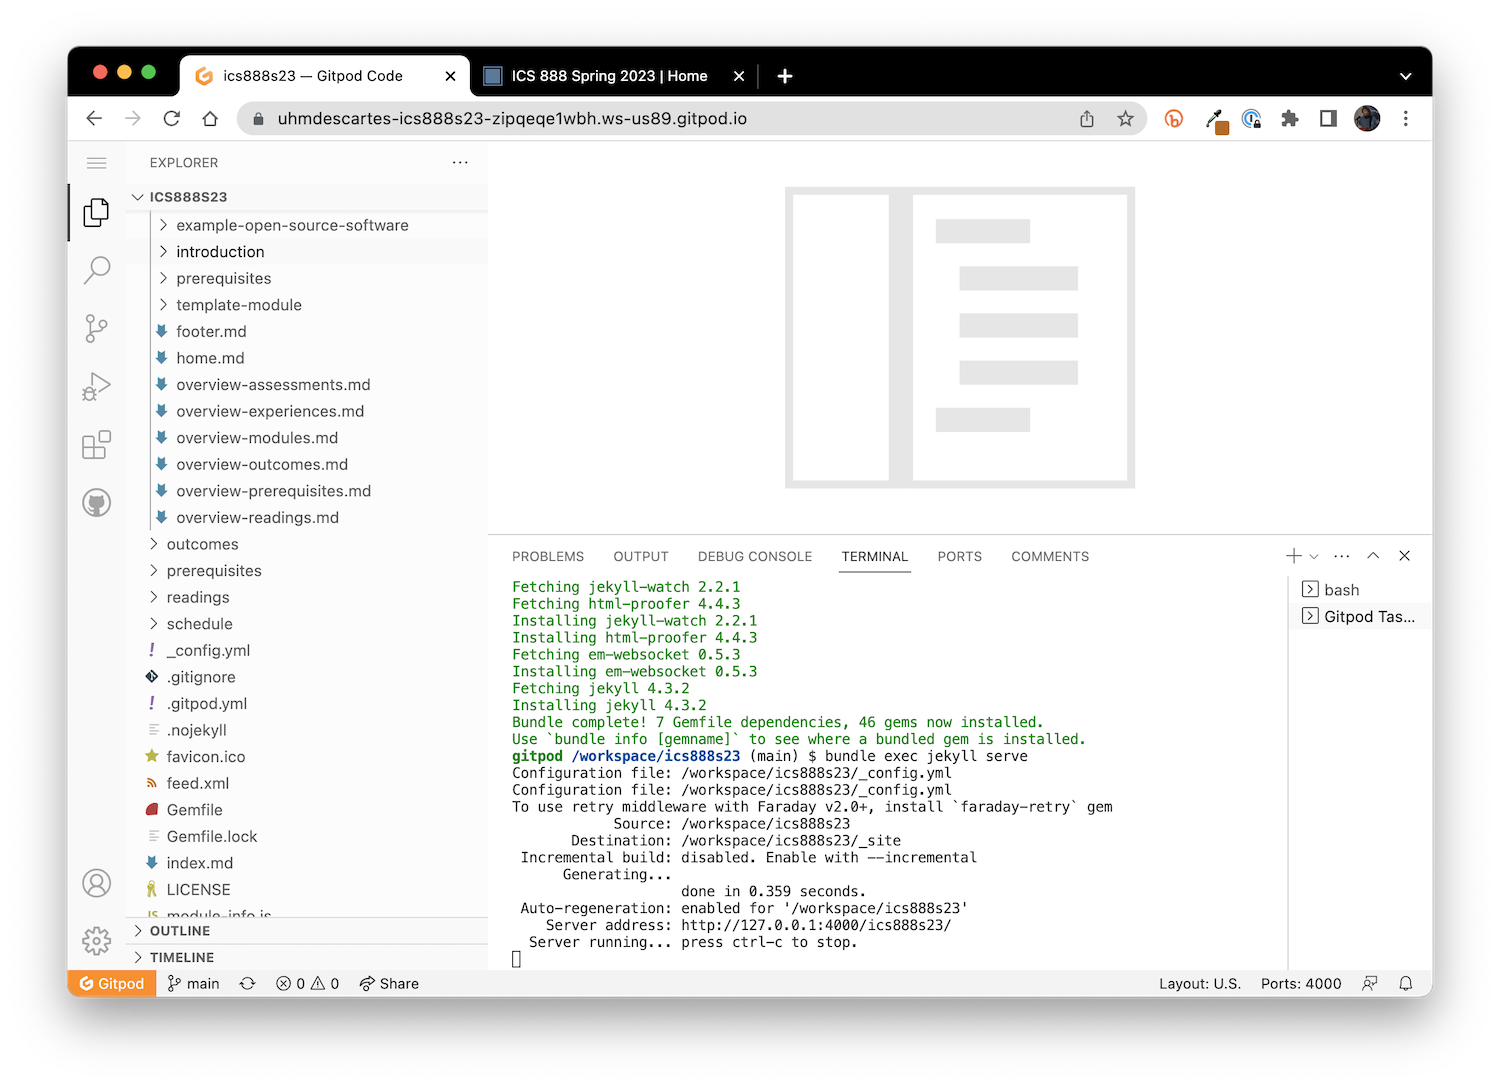 ics888s23 — Gitpod Code
ICS 888 Spring 2023 | Home
uhmdescartes-ics888s23-zipqeqe1wbh.ws-us89.gitpod.io
EXPLORER
ICS888S23
example-open-source-software
introduction
prerequisites
template-module
footer.md
home.md
overview-assessments.md
overview-experiences.md
overview-modules.md
overview-outcomes.md
overview-prerequisites.md
overview-readings.md
outcomes
prerequisites
readings
schedule
! _config.yml
.gitignore
! .gitpod.yml
.nojekyll
favicon.ico
feed.xml
Gemfile
Gemfile.lock
index.md
LICENSE
JS module-info.js
OUTLINE
TIMELINE
PROBLEMS OUTPUT DEBUG CONSOLE TERMINAL PORTS COMMENTS
Fetching jekyll-watch 2.2.1
Fetching html-proofer 4.4.3
Installing jekyll-watch 2.2.1
Installing html-proofer 4.4.3
Fetching em-websocket 0.5.3
Installing em-websocket 0.5.3
Fetching jekyll 4.3.2
Installing jekyll 4.3.2
Bundle complete! 7 Gemfile dependencies, 46 gems now installed.
Use `bundle info [gemname]` to see where a bundled gem is installed.
gitpod /workspace/ics888s23 (main) $ bundle exec jekyll serve
Configuration file: /workspace/ics888s23/_config.yml
Configuration file: /workspace/ics888s23/_config.yml
To use retry middleware with Faraday v2.0+, install `faraday-retry` gem
Source: /workspace/ics888s23
Destination: /workspace/ics888s23/_site
Incremental build: disabled. Enable with --incremental
Generating...
done in 0.359 seconds.
Auto-regeneration: enabled for '/workspace/ics888s23'
Server address: http://127.0.0.1:4000/ics888s23/
Server running... press ctrl-c to stop.
bash
Gitpod Tas...
Gitpod main 0 0 Share
Layout: U.S. Ports: 4000